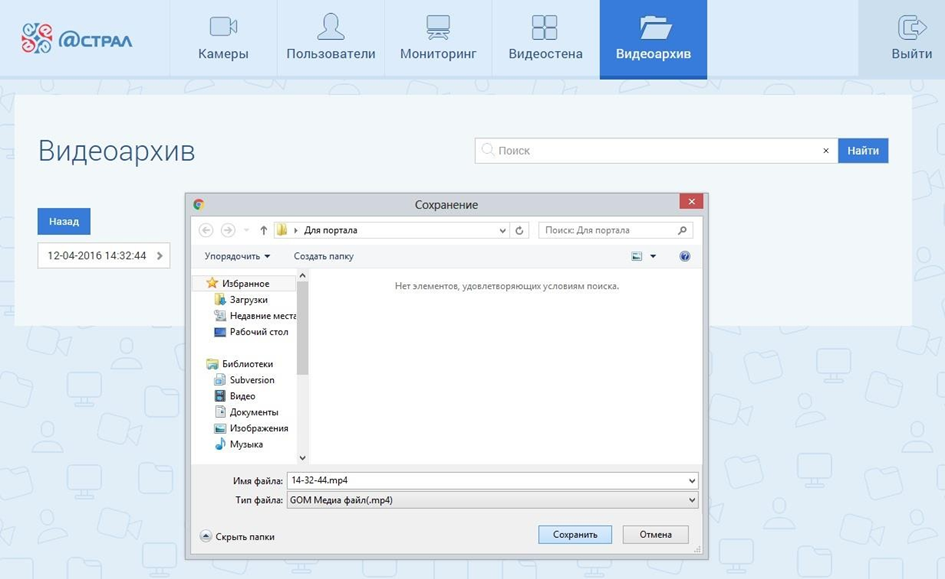 @СТРАЛ
Камеры
Пользователи
Мониторинг
Видеостена
Видеоархив
Выйти
Видеоархив
Поиск
×
Найти
Назад
12-04-2016 14:32:44
Сохранение
Для портала
Поиск: Для портала
Упорядочить
Создать папку
Избранное
Загрузки
Недавние места
Рабочий стол
Библиотеки
Subversion
Видео
Документы
Изображения
Музыка
Нет элементов, удовлетворяющих условиям поиска.
Имя файла: 14-32-44.mp4
Тип файла: GOM Медиа файл(.mp4)
Скрыть папки
Сохранить
Отмена